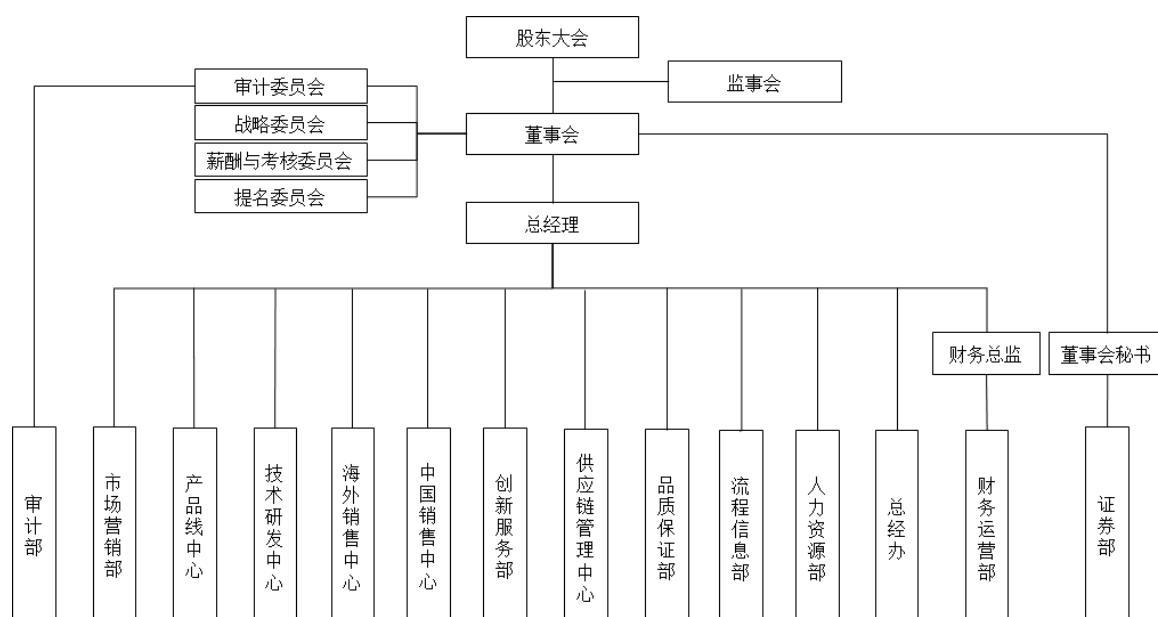 股东大会
监事会
审计委员会
战略委员会
董事会
薪酬与考核委员会
提名委员会
总经理
财务总监
董事会秘书
审计部
市场营销部
产品线中心
技术研发中心
海外销售中心
中国销售中心
创新服务部
供应链管理中心
品质保证部
流程信息部
人力资源部
总经办
财务运营部
证券部